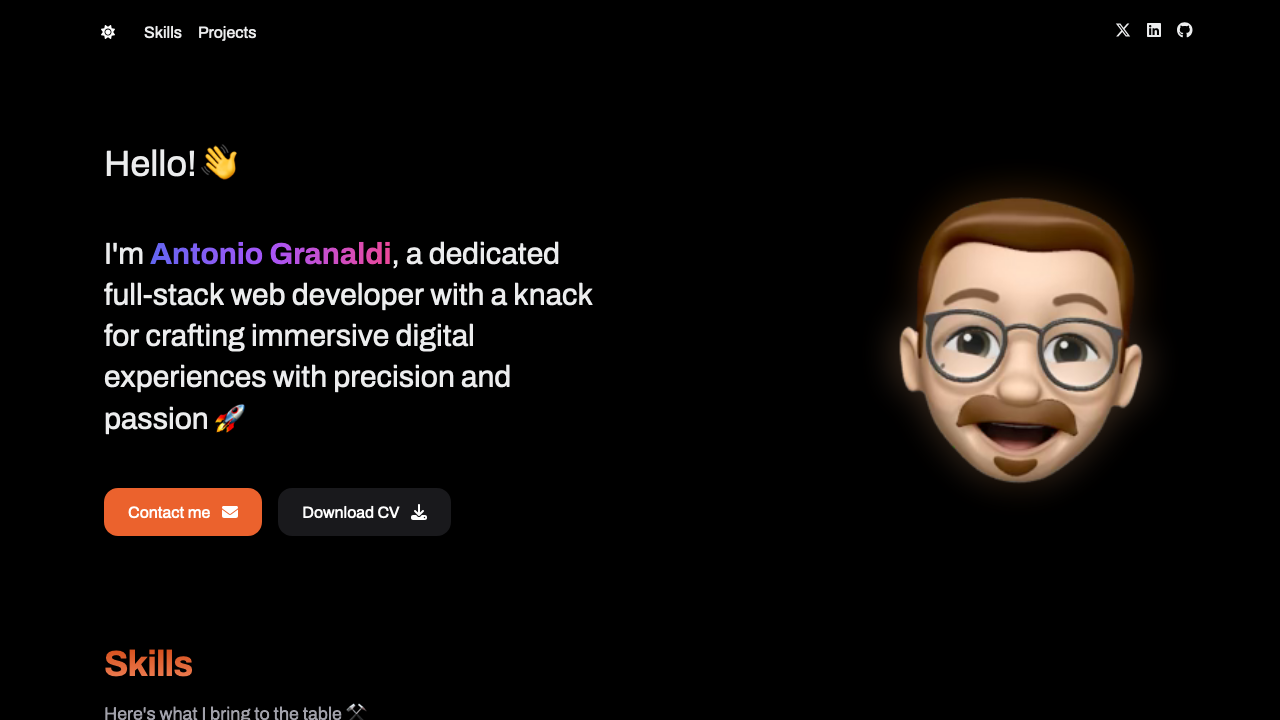 Skills Projects
Hello! 👋
I'm Antonio Granaldi, a dedicated
full-stack web developer with a knack
for crafting immersive digital
experiences with precision and
passion 🚀
Contact me
Download CV
Skills
Here's what I bring to the table ⚒️